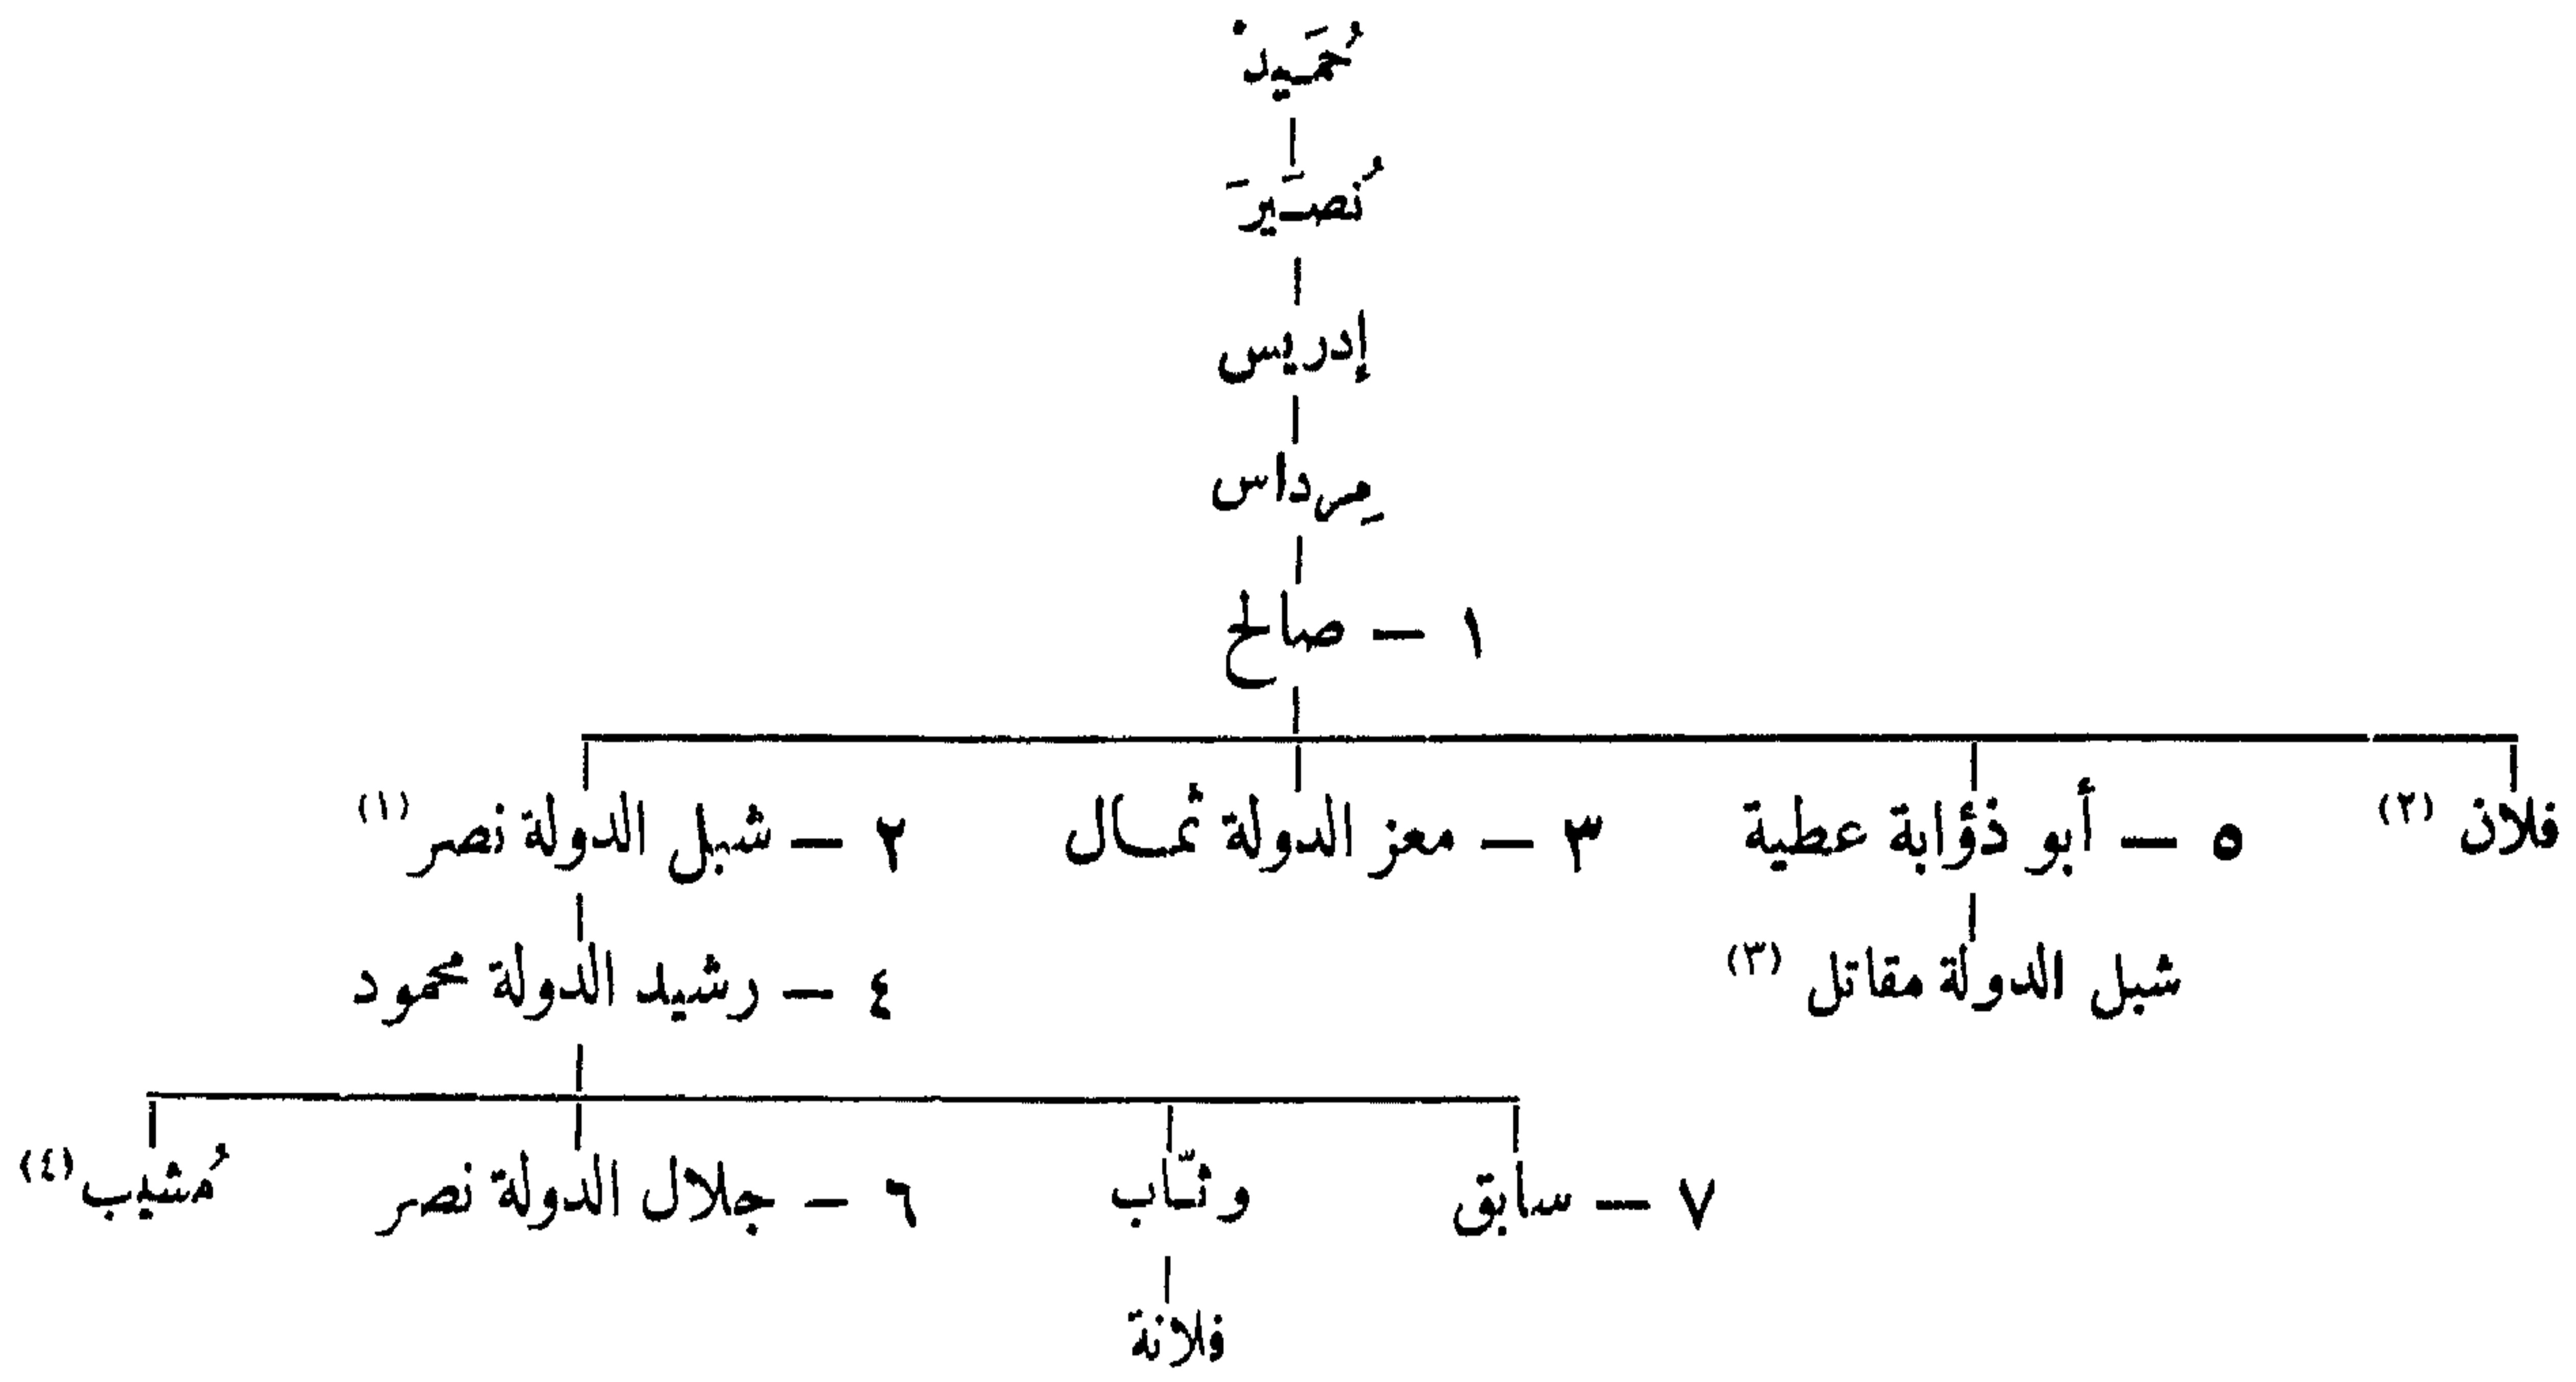 حُمَيدْ
نُصَيرَ
إدريس
مِرداس
١ – صالح
فلان (٢)
٥ – أبو ذؤابة عطية
٣ – معز الدولة ثمال
٢ – شبل الدولة نصر (١)
شبل الدولة مقاتل (٣)
٤ – رشيد الدولة محمود
٧ – سابق
وثّاب
٦ – جلال الدولة نصر
مُشيب (٤)
فلانة